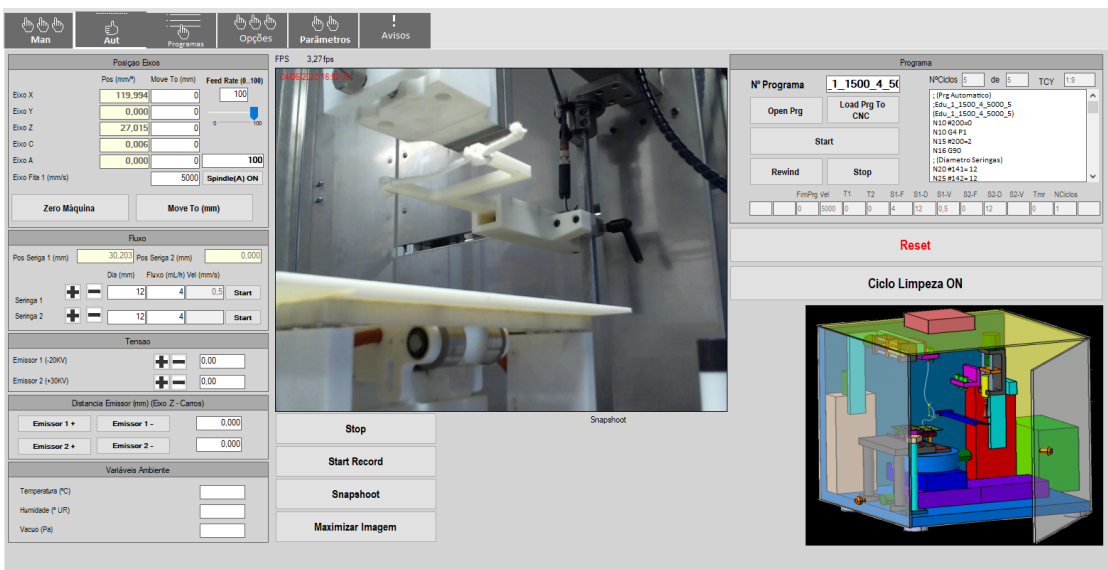 Man
Aut
Programas
Opções
Parâmetros
!
Avisos
Posiçao Eixos
Pos (mm/º) Move To (mm) Feed Rate (0..100)
Eixo X 119,994 0 100
Eixo Y 0,000 0
Eixo Z 27,015 0 0 100
Eixo C 0,006 0
Eixo A 0,000 0 100
Eixo Fita 1 (mm/s) 5000 Spindle(A) ON
Zero Máquina Move To (mm)
Fluxo
Pos Seriga 1 (mm) 30,203 Pos Seriga 2 (mm) 0,000
Dia (mm) Fluxo (mL/h) Vel (mm/s)
Seringa 1 12 4 0,5 Start
Seringa 2 12 4 Start
Tensao
Emissor 1 (-20KV) 0,00
Emissor 2 (+30KV) 0,00
Distancia Emissor (mm) (Eixo Z - Carros)
Emissor 1 + Emissor 1 - 0,000
Emissor 2 + Emissor 2 - 0,000
Variáveis Ambiente
Temperatura (ºC)
Humidade (º UR)
Vacuo (Pa)
FPS 3,27 fps
Snapshoot
Stop
Start Record
Snapshoot
Maximizar Imagem
Programa
Nº Programa _1_1500_4_50
NºCiclos 5 de 5 TCY 1:9
Open Prg Load Prg To CNC
Start
Rewind Stop
; (Prg Automatico)
;Edu_1_1500_4_5000_5
(Edu_1_1500_4_5000_5)
N10 #200=0
N10 G4 P1
N15 #200=2
N16 G90
; (Diametro Seringas)
N20 #141= 12
N25 #142= 12
FimPrg Vel T1 T2 S1-F S1-D S1-V S2-F S2-D S2-V Tmr NCiclos
0 5000 0 0 4 12 0,5 0 12 0 1
Reset
Ciclo Limpeza ON